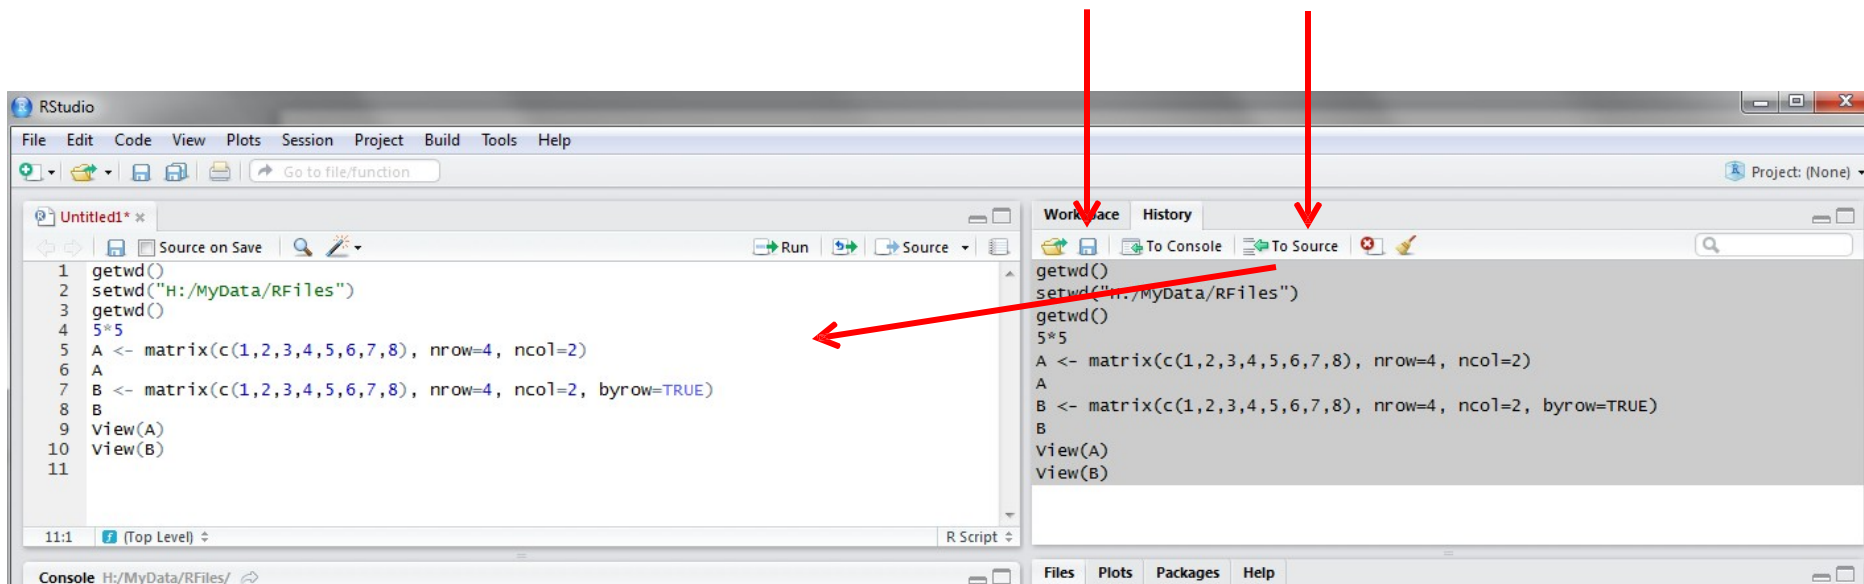 RStudio
File Edit Code View Plots Session Project Build Tools Help
Go to file/function
Project: (None)
Untitled1*
Source on Save
Run
Source
1 getwd()
2 setwd("H:/MyData/RFiles")
3 getwd()
4 5*5
5 A <- matrix(c(1,2,3,4,5,6,7,8), nrow=4, ncol=2)
6 A
7 B <- matrix(c(1,2,3,4,5,6,7,8), nrow=4, ncol=2, byrow=TRUE)
8 B
9 View(A)
10 View(B)
11
11:1 (Top Level) R Script
Console H:/MyData/RFiles/
Workspace History
To Console To Source
getwd()
setwd("H:/MyData/RFiles")
getwd()
5*5
A <- matrix(c(1,2,3,4,5,6,7,8), nrow=4, ncol=2)
A
B <- matrix(c(1,2,3,4,5,6,7,8), nrow=4, ncol=2, byrow=TRUE)
B
View(A)
View(B)
Files Plots Packages Help